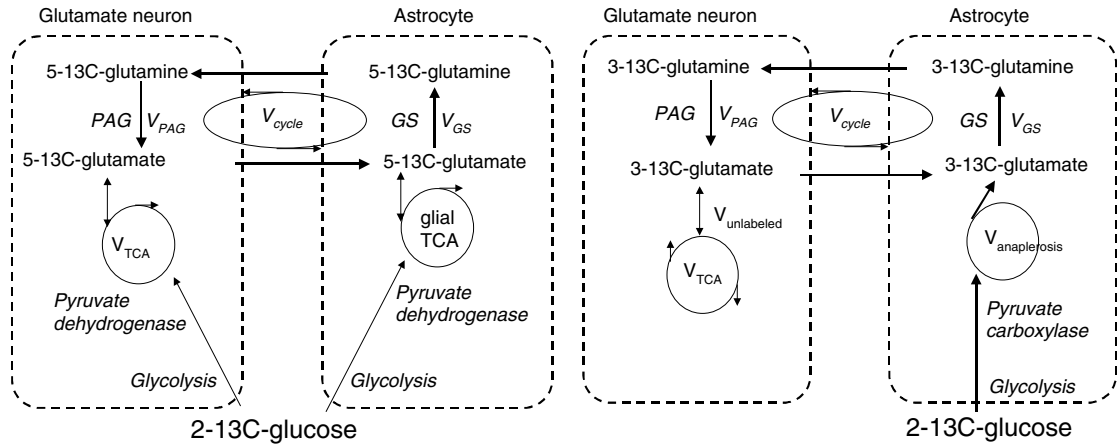 Glutamate neuron
Astrocyte
5-13C-glutamine
5-13C-glutamine
V_cycle
PAG
V_PAG
GS
V_GS
5-13C-glutamate
5-13C-glutamate
V_TCA
glial
TCA
Pyruvate
dehydrogenase
Pyruvate
dehydrogenase
Glycolysis
Glycolysis
2-13C-glucose
Glutamate neuron
Astrocyte
3-13C-glutamine
3-13C-glutamine
V_cycle
PAG
V_PAG
GS
V_GS
3-13C-glutamate
3-13C-glutamate
V_unlabeled
V_TCA
V_anaplerosis
Pyruvate
carboxylase
Glycolysis
2-13C-glucose